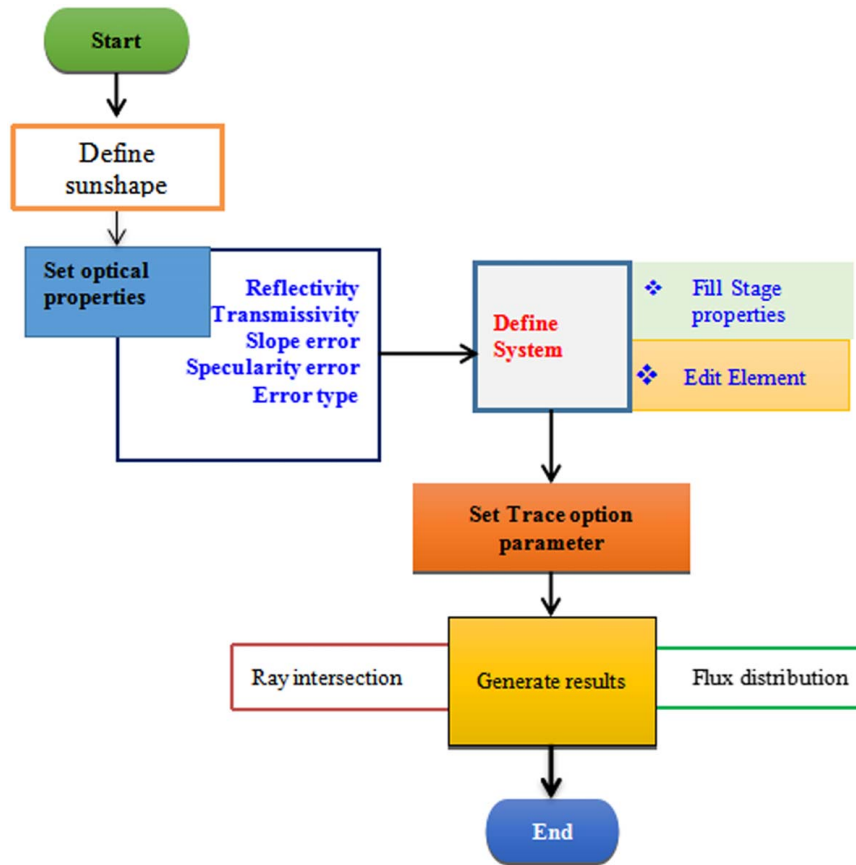 Start
Define
sunshape
Set optical
properties
Reflectivity
Transmissivity
Slope error
Specularity error
Error type
Define
System
❖ Fill Stage
properties
❖ Edit Element
Set Trace option
parameter
Ray intersection
Generate results
Flux distribution
End